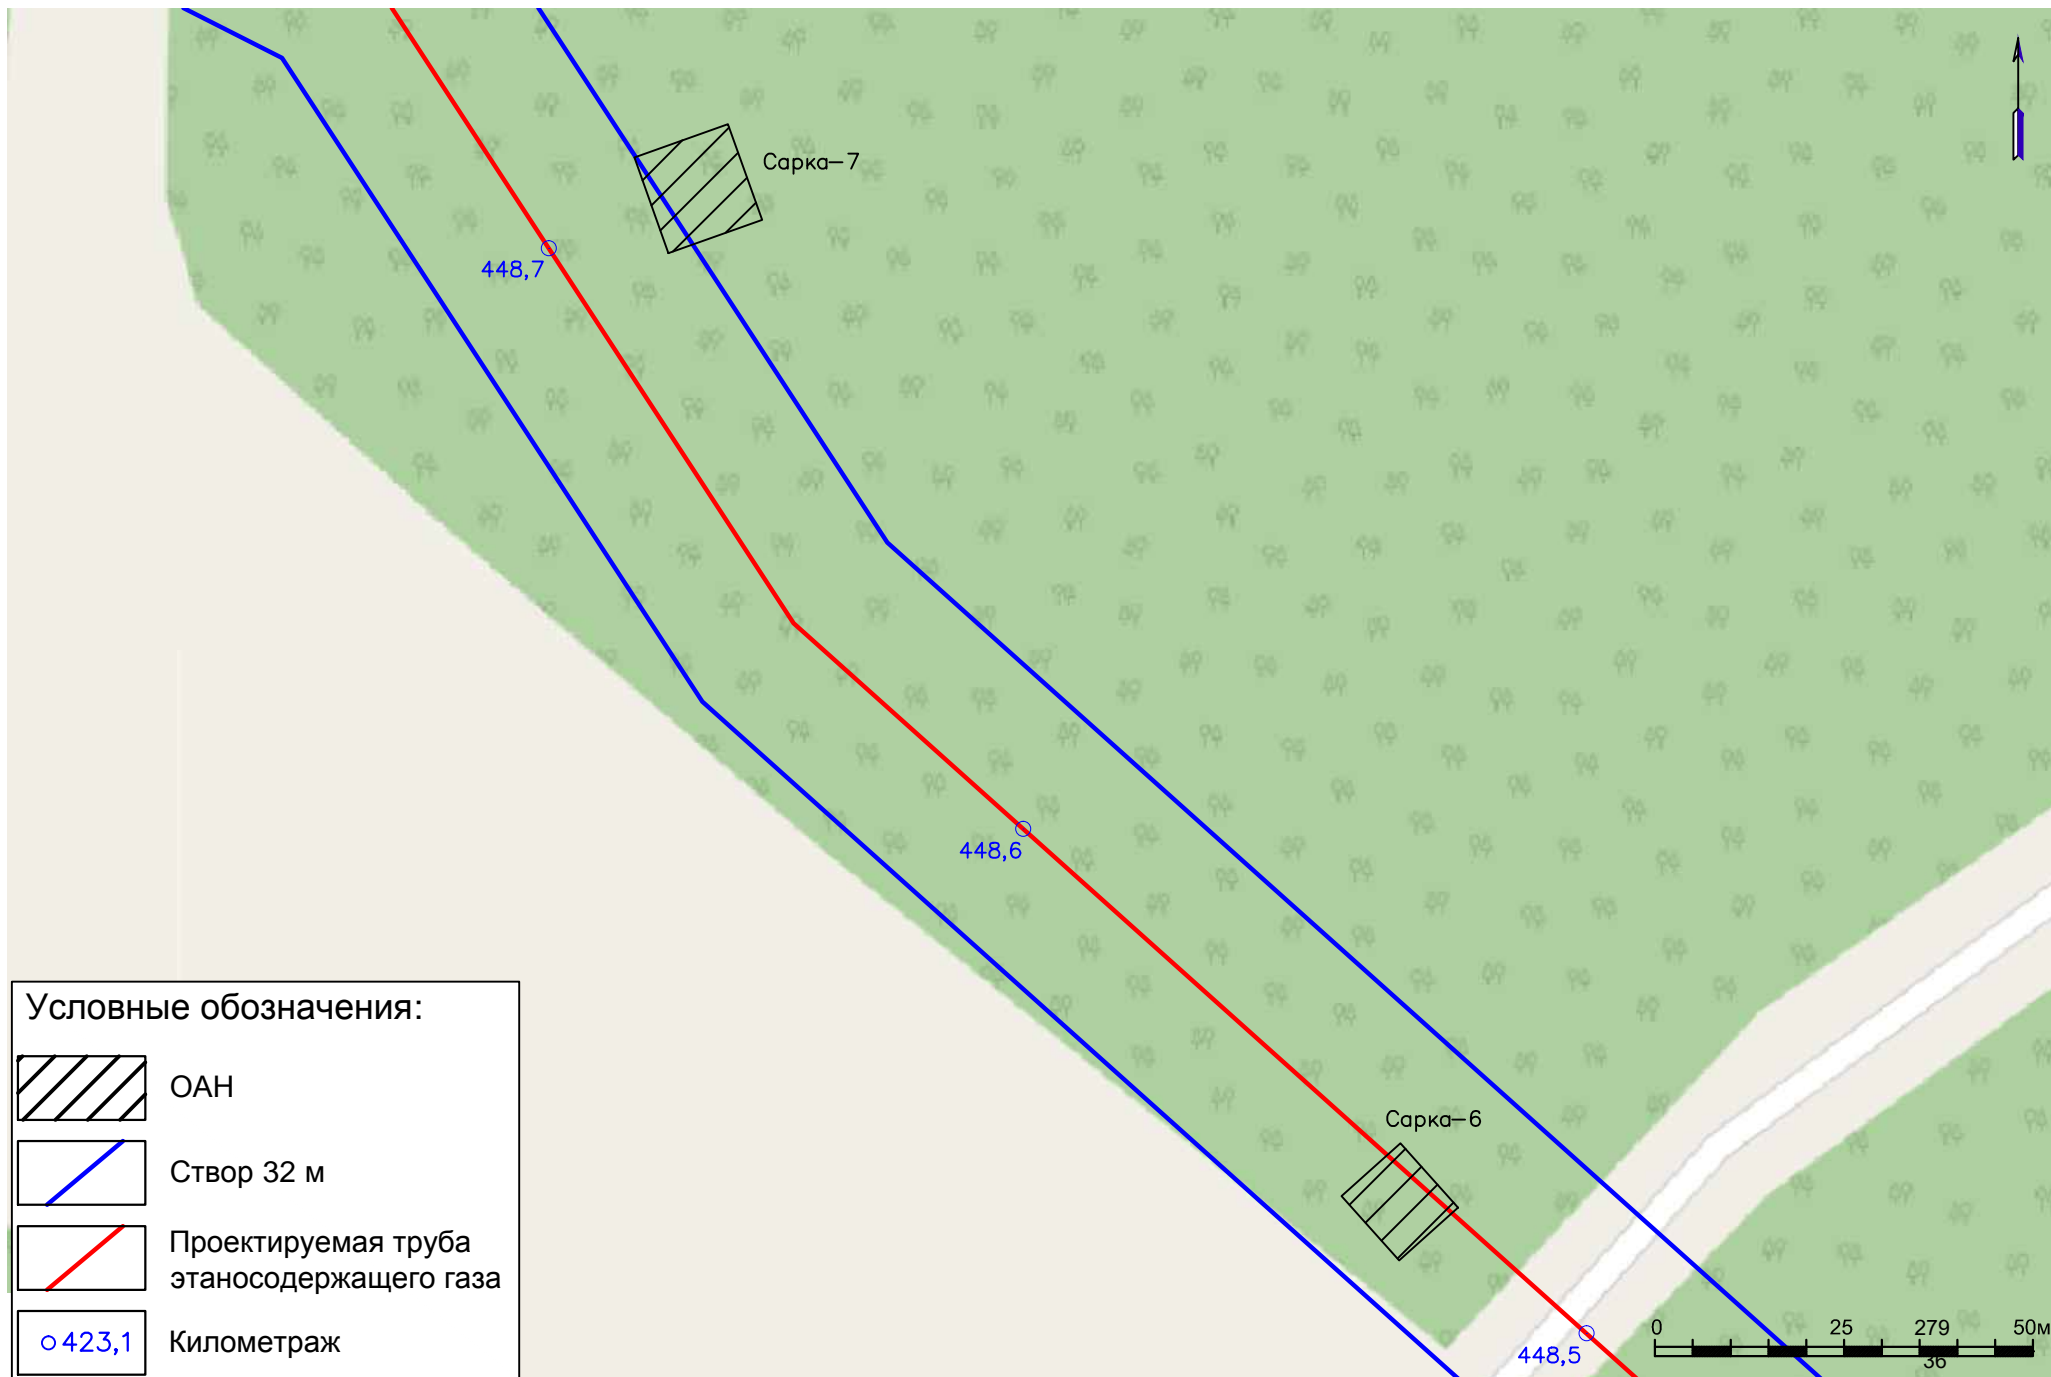 Сарка-7
448,7
448,6
Сарка-6
448,5
0 25 279 50м
36
Условные обозначения:
ОАН
Створ 32 м
Проектируемая труба
этаносодержащего газа
423,1 Километраж